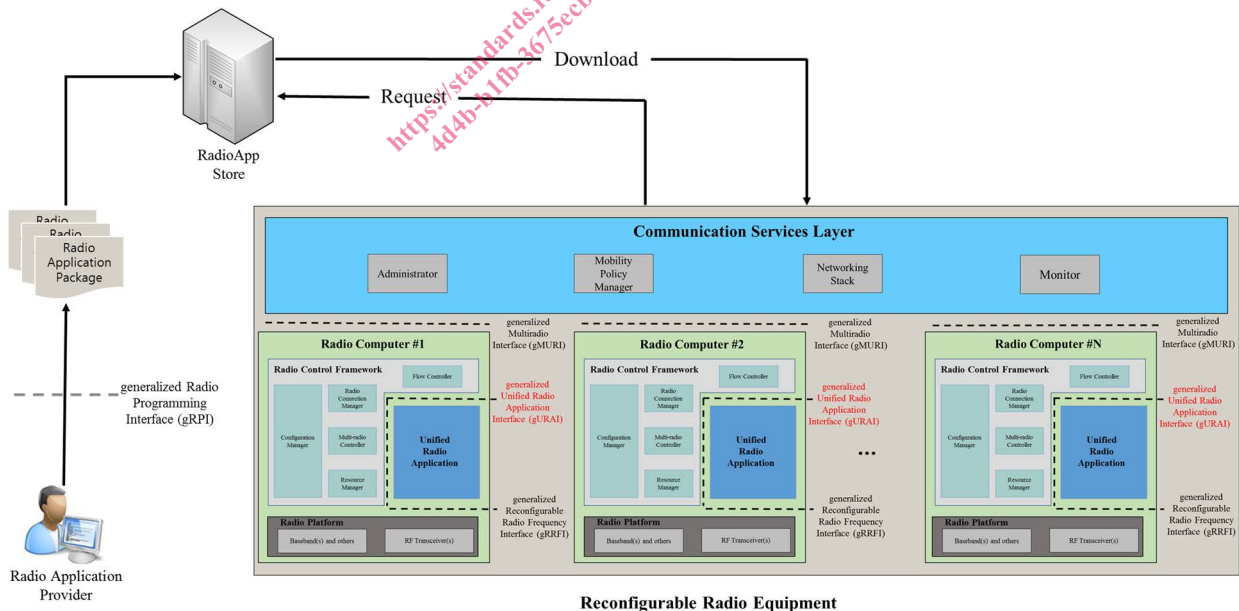 https://standards.it
4d4b-b1fb-3675ecb
Download
Request
RadioApp
Store
Radio
Radio
Radio
Application
Package
generalized Radio
Programming
Interface (gRPI)
Radio Application
Provider
Communication Services Layer
Administrator
Mobility
Policy
Manager
Networking
Stack
Monitor
generalized
Multiradio
Interface (gMURI)
generalized
Multiradio
Interface (gMURI)
generalized
Multiradio
Interface (gMURI)
Radio Computer #1
Radio Control Framework
Flow Controller
Configuration
Manager
Radio
Connection
Manager
Multi-radio
Controller
Resource
Manager
Unified
Radio
Application
generalized
Unified Radio
Application
Interface (gURAI)
generalized
Reconfigurable
Radio Frequency
Interface (gRRFI)
Radio Platform
Baseband(s) and others
RF Transceiver(s)
Radio Computer #2
Radio Control Framework
Flow Controller
Configuration
Manager
Radio
Connection
Manager
Multi-radio
Controller
Resource
Manager
Unified
Radio
Application
generalized
Unified Radio
Application
Interface (gURAI)
...
generalized
Reconfigurable
Radio Frequency
Interface (gRRFI)
Radio Platform
Baseband(s) and others
RF Transceiver(s)
Radio Computer #N
Radio Control Framework
Flow Controller
Configuration
Manager
Radio
Connection
Manager
Multi-radio
Controller
Resource
Manager
Unified
Radio
Application
generalized
Unified Radio
Application
Interface (gURAI)
generalized
Reconfigurable
Radio Frequency
Interface (gRRFI)
Radio Platform
Baseband(s) and others
RF Transceiver(s)
Reconfigurable Radio Equipment